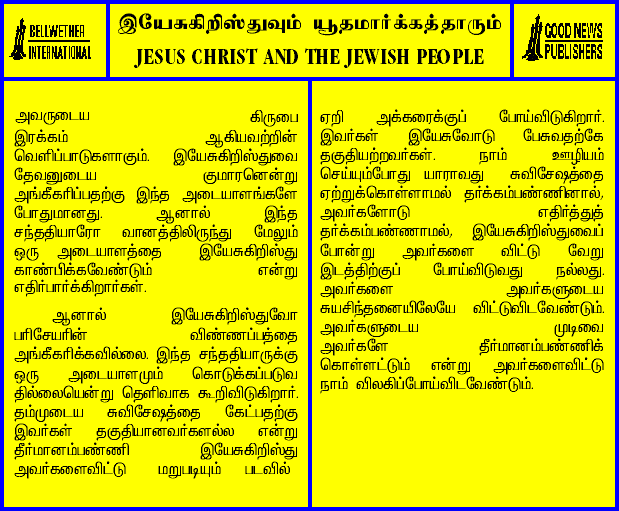 BELLWETHER
INTERNATIONAL
இயேசுகிறிஸ்துவும் யூதமார்க்கத்தாரும்
JESUS CHRIST AND THE JEWISH PEOPLE
GOOD NEWS
PUBLISHERS
அவருடைய கிருபை
இரக்கம் ஆகியவற்றின்
வெளிப்பாடுகளாகும். இயேசுகிறிஸ்துவை
தேவனுடைய குமாரனென்று
அங்கீகரிப்பதற்கு இந்த அடையாளங்களே
போதுமானது. ஆனால் இந்த
சந்ததியாரோ வானத்திலிருந்து மேலும்
ஒரு அடையாளத்தை இயேசுகிறிஸ்து
காண்பிக்கவேண்டும் என்று
எதிர்பார்க்கிறார்கள்.
ஆனால் இயேசுகிறிஸ்துவோ
பரிசேயரின் விண்ணப்பத்தை
அங்கீகரிக்கவில்லை. இந்த சந்ததியாருக்கு
ஒரு அடையாளமும் கொடுக்கப்படுவ
தில்லையென்று தெளிவாக கூறிவிடுகிறார்.
தம்முடைய சுவிசேஷத்தை கேட்பதற்கு
இவர்கள் தகுதியானவர்களல்ல என்று
தீர்மானம்பண்ணி இயேசுகிறிஸ்து
அவர்களைவிட்டு மறுபடியும் படவில்
ஏறி அக்கரைக்குப் போய்விடுகிறார்.
இவர்கள் இயேசுவோடு பேசுவதற்கே
தகுதியற்றவர்கள். நாம் ஊழியம்
செய்யும்போது யாராவது சுவிசேஷத்தை
ஏற்றுக்கொள்ளாமல் தர்க்கம்பண்ணினால்,
அவர்களோடு எதிர்த்துத்
தர்க்கம்பண்ணாமல், இயேசுகிறிஸ்துவைப்
போன்று அவர்களை விட்டு வேறு
இடத்திற்குப் போய்விடுவது நல்லது.
அவர்களை அவர்களுடைய
சுயசிந்தனையிலேயே விட்டுவிடவேண்டும்.
அவர்களுடைய முடிவை
அவர்களே தீர்மானம்பண்ணிக்
கொள்ளட்டும் என்று அவர்களைவிட்டு
நாம் விலகிப்போய்விடவேண்டும்.